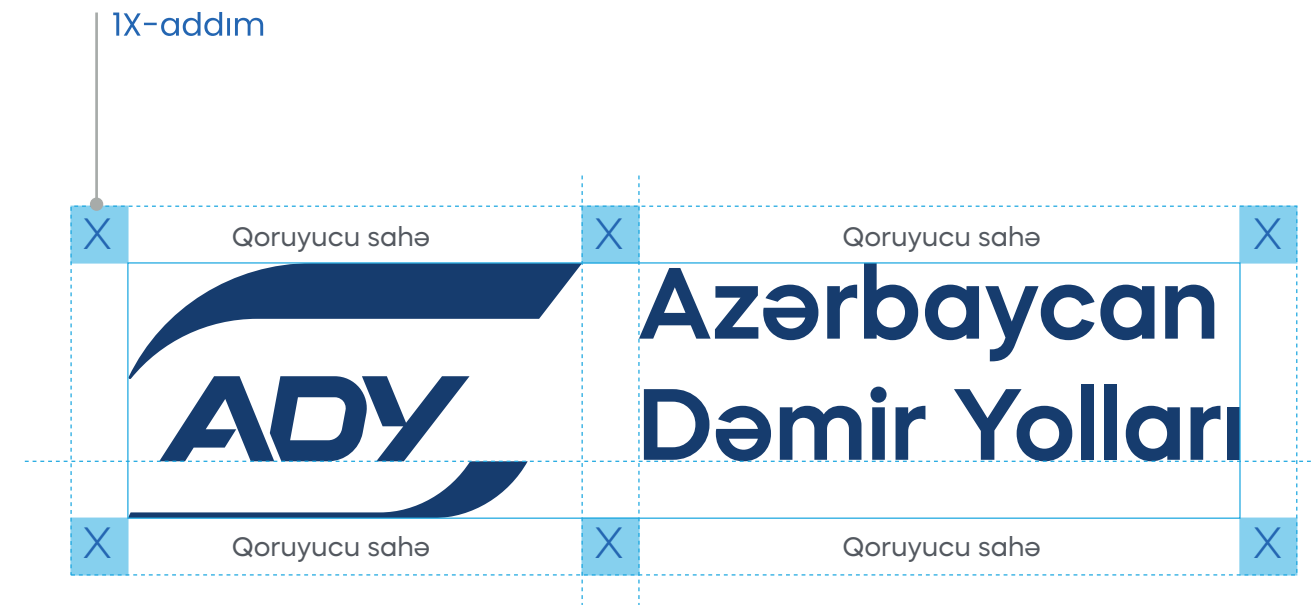 1X-addım
X Qoruyucu sahə X Qoruyucu sahə X
ADY
Azərbaycan
Dəmir Yolları
X Qoruyucu sahə X Qoruyucu sahə X